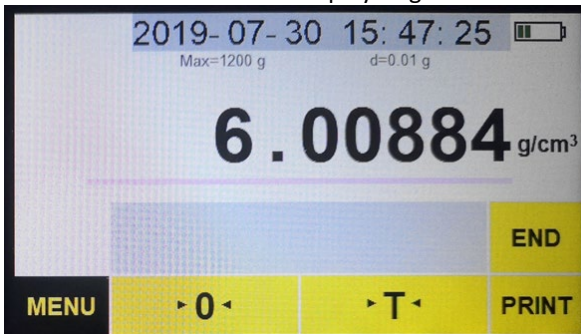 2019-07-30 15:47:25
Max=1200 g d=0.01 g
6.00884 g/cm³
END
MENU ▸0◂ ▸T◂ PRINT